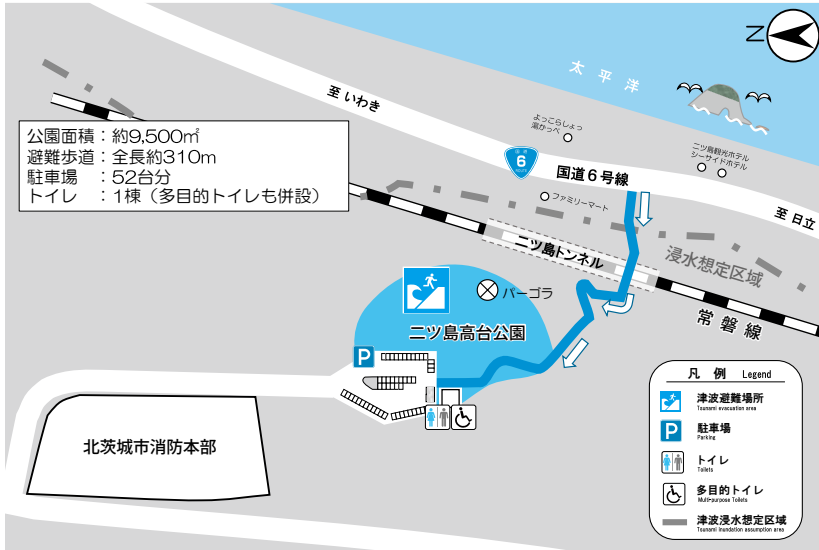 N
太平洋
至いわき
よっこらしょっ
湯かっぺ
二ツ島観光ホテル
シーサイドホテル
公園面積：約9,500㎡
避難歩道：全長約310m
駐車場　：52台分
トイレ　：1棟（多目的トイレも併設）
国道
6
ROUTE
国道６号線
ファミリーマート
至日立
二ツ島トンネル
浸水想定区域
パーゴラ
常磐線
二ツ島高台公園
P
北茨城市消防本部
凡例 Legend
津波避難場所
Tsunami evacuation area
P
駐車場
Parking
トイレ
Toilets
多目的トイレ
Multi-purpose Toilets
津波浸水想定区域
Tsunami inundation assumption area